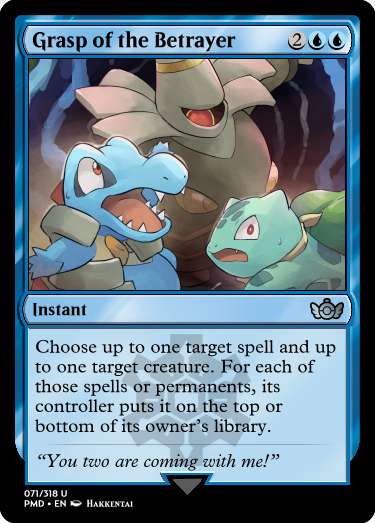 Grasp of the Betrayer 2
Instant
Choose up to one target spell and up
to one target creature. For each of
those spells or permanents, its
controller puts it on the top or
bottom of its owner's library.
“You two are coming with me!”
071/318 U
PMD • EN Hakkentai